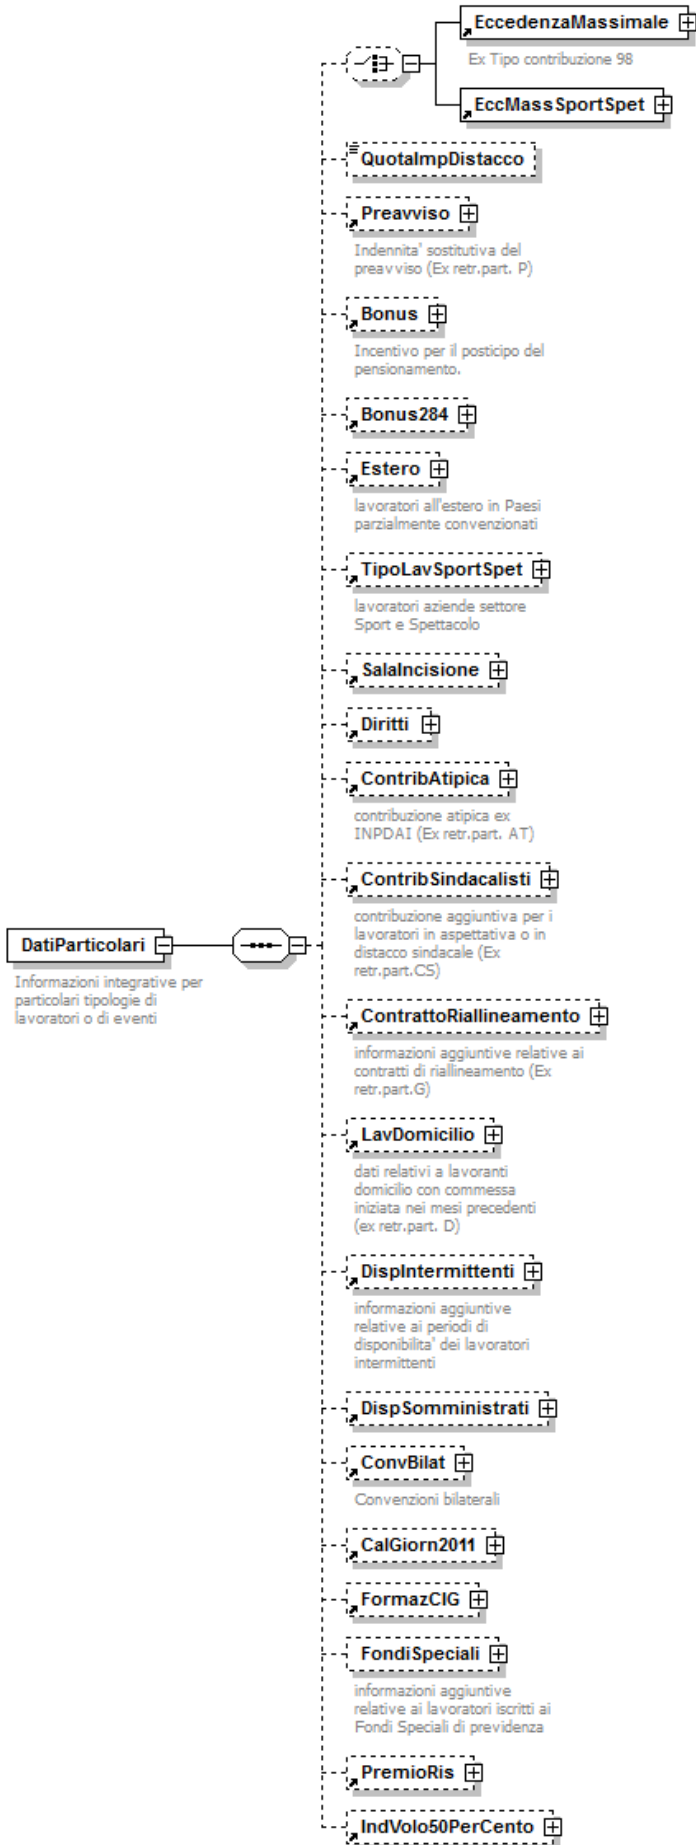 EccedenzaMassimale
Ex Tipo contribuzione 98
EccMassSportSpet
QuotaImpDistacco
Preavviso
Indennita' sostitutiva del
preavviso (Ex retr.part. P)
Bonus
Incentivo per il posticipo del
pensionamento.
Bonus284
Estero
lavoratori all'estero in Paesi
parzialmente convenzionati
TipoLavSportSpet
lavoratori aziende settore
Sport e Spettacolo
SalaIncisione
Diritti
ContribAtipica
contribuzione atipica ex
INPDAI (Ex retr.part. AT)
ContribSindacalisti
contribuzione aggiuntiva per i
lavoratori in aspettativa o in
distacco sindacale (Ex
retr.part.CS)
DatiParticolari
Informazioni integrative per
particolari tipologie di
lavoratori o di eventi
ContrattoRiallineamento
informazioni aggiuntive relative ai
contratti di riallineamento (Ex
retr.part.G)
LavDomicilio
dati relativi a lavoranti
domicilio con commessa
iniziata nei mesi precedenti
(ex retr.part. D)
DispIntermittenti
informazioni aggiuntive
relative ai periodi di
disponibilita' dei lavoratori
intermittenti
DispSomministrati
ConvBilat
Convenzioni bilaterali
CalGiorn2011
FormazCIG
FondiSpeciali
informazioni aggiuntive
relative ai lavoratori iscritti ai
Fondi Speciali di previdenza
PremioRis
IndVolo50PerCento